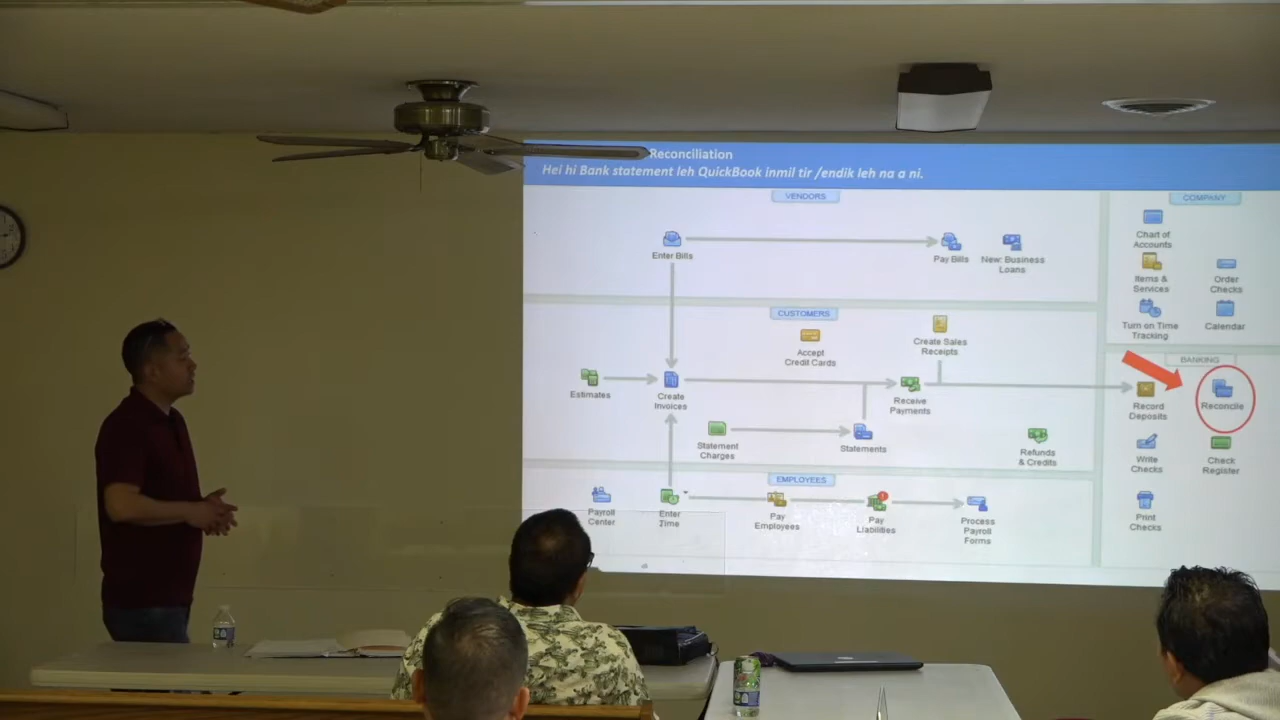 Reconciliation
Hei hi Bank statement leh QuickBook inmil tir /endik leh na a ni.
VENDORS
Enter Bills
Pay Bills
New: Business
Loans
CUSTOMERS
Accept
Credit Cards
Create Sales
Receipts
Estimates
Create
Invoices
Receive
Payments
Statement
Charges
Statements
Refunds
& Credits
EMPLOYEES
Payroll
Center
Enter
Time
Pay
Employees
Pay
Liabilities
Process
Payroll
Forms
COMPANY
Chart of
Accounts
Items &
Services
Order
Checks
Turn on Time
Tracking
Calendar
BANKING
Record
Deposits
Reconcile
Write
Checks
Check
Register
Print
Checks